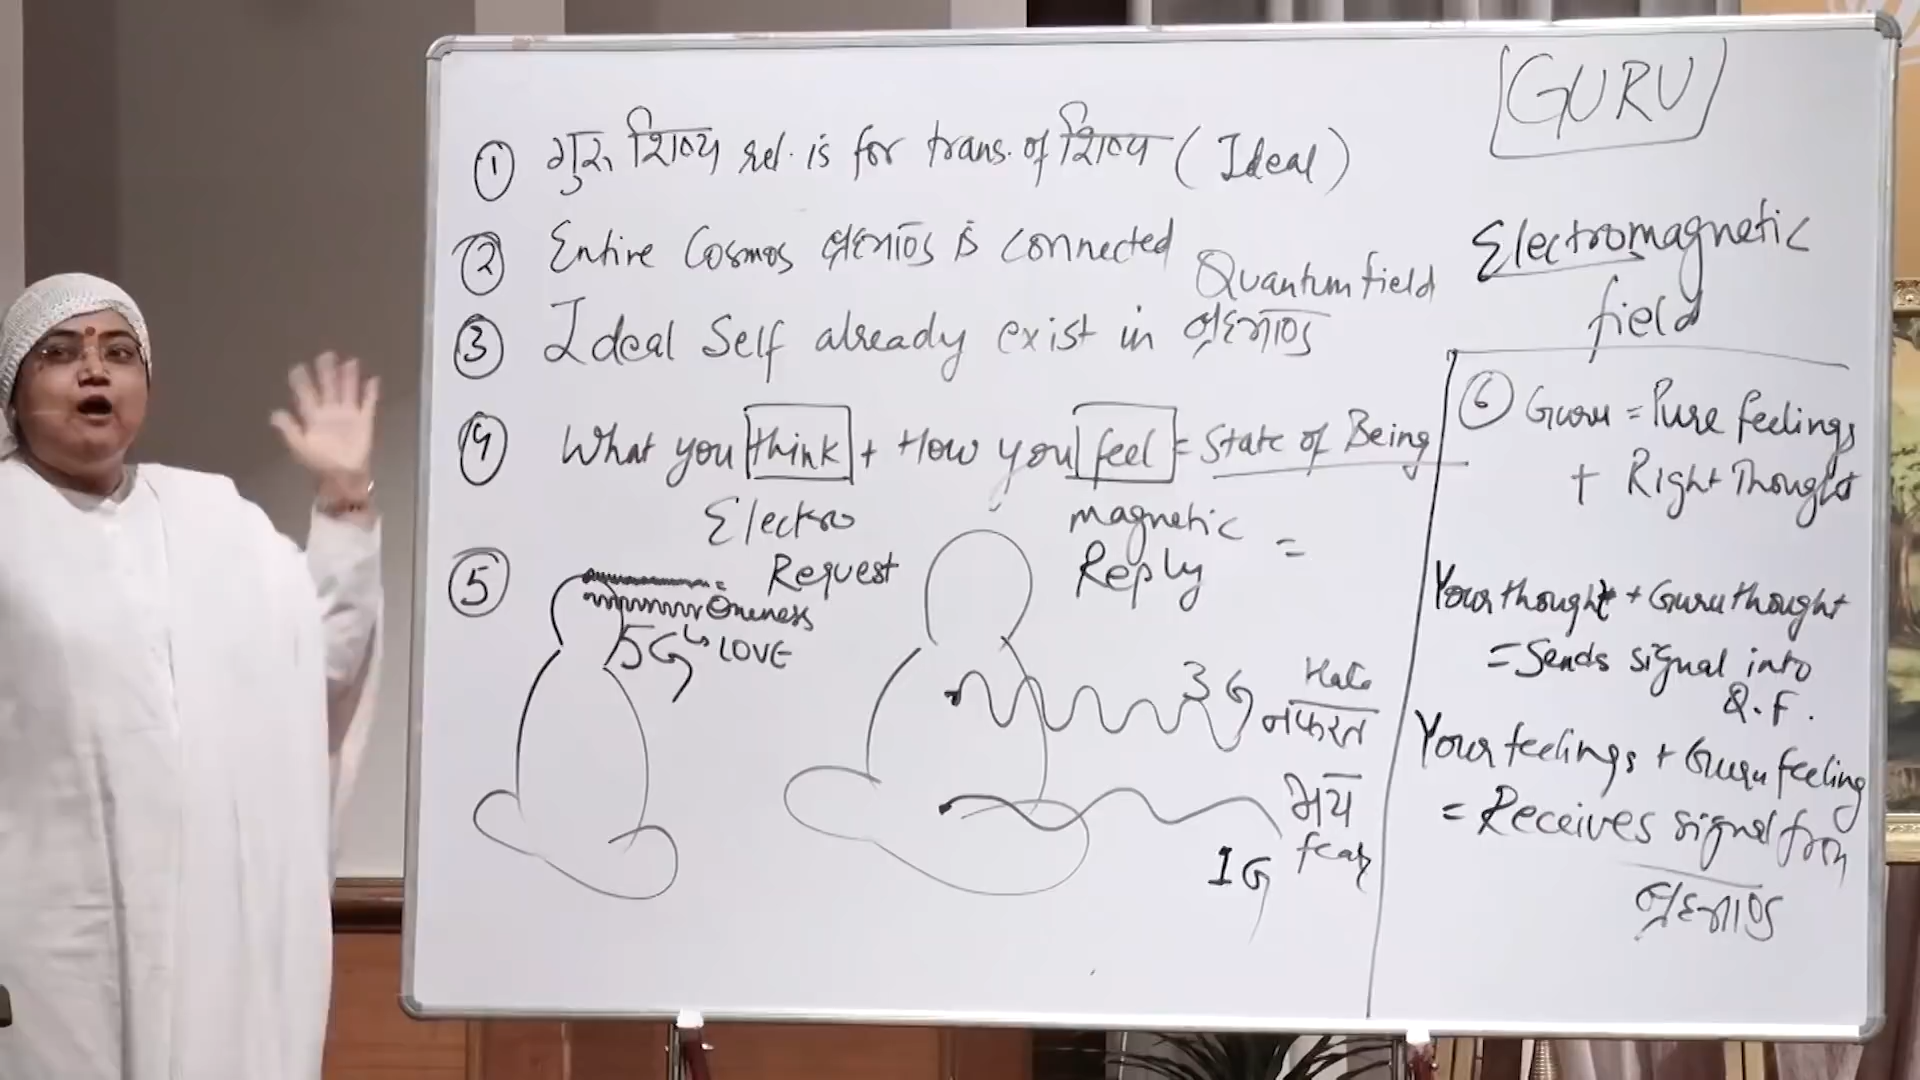 GURU
① गुरु शिष्य rel. is for trans. of शिष्य (Ideal)
② Entire Cosmos ब्रह्मांड is connected
Quantum field
③ Ideal Self already exist in ब्रह्मांड
④ What you think + How you feel = State of Being
Electro magnetic =
Request Reply
⑤
Oneness
5G LOVE
3G Hate
नफरत
भय
1G fear
Electromagnetic
field
⑥ Guru = Pure feelings
+ Right Thought
Your thought + Guru thought
= Sends signal into
Q.F.
Your feelings + Guru feeling
= Receives signal from
ब्रह्मांड